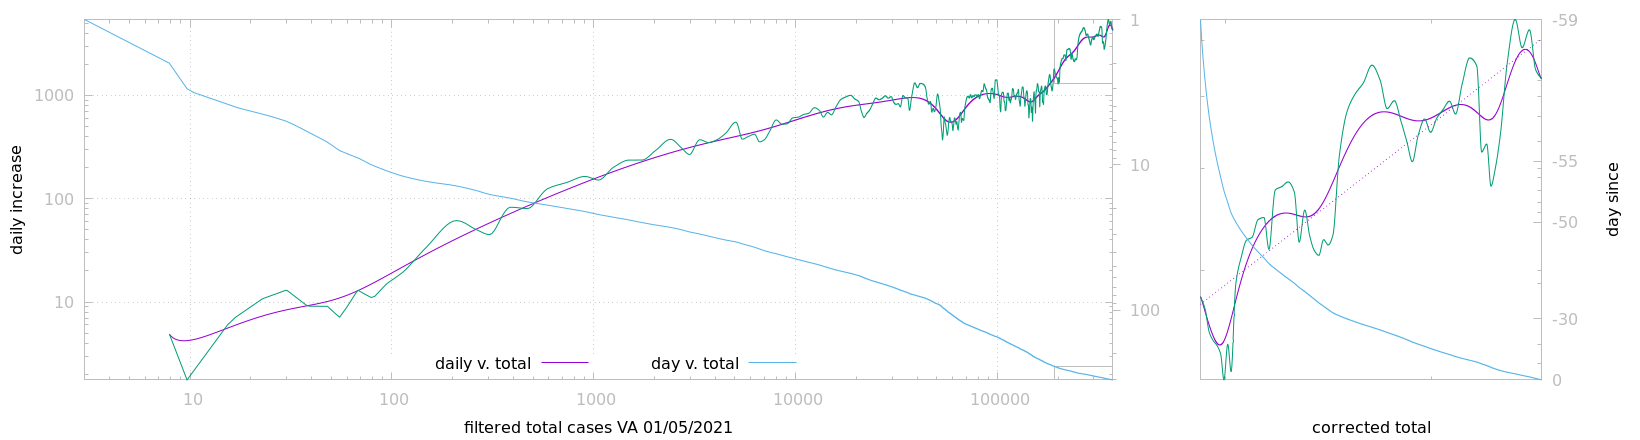 1
-59
1000
daily increase
10
-55
day since
100
-50
10
100
-30
daily v. total
day v. total
0
10
100
1000
10000
100000
filtered total cases VA 01/05/2021
corrected total